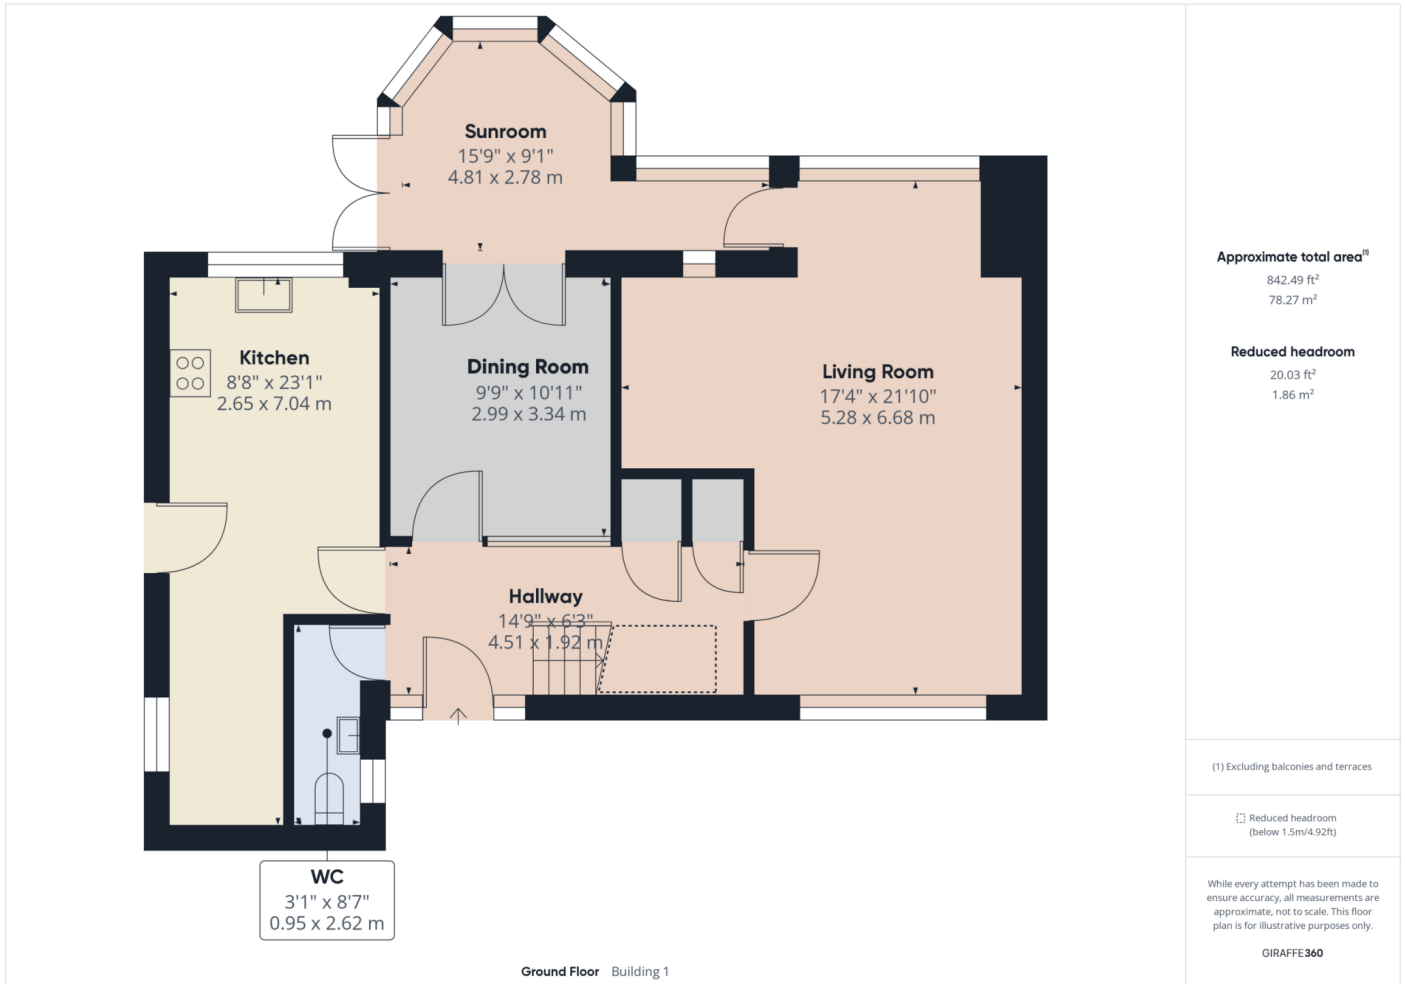 Sunroom
15'9" x 9'1"
4.81 x 2.78 m
Kitchen
8'8" x 23'1"
2.65 x 7.04 m
Dining Room
9'9" x 10'11"
2.99 x 3.34 m
Living Room
17'4" x 21'10"
5.28 x 6.68 m
Hallway
14'9" x 6'3"
4.51 x 1.92 m
WC
3'1" x 8'7"
0.95 x 2.62 m
Ground Floor Building 1
Approximate total area(1)
842.49 ft²
78.27 m²
Reduced headroom
20.03 ft²
1.86 m²
(1) Excluding balconies and terraces
Reduced headroom
(below 1.5m/4.92ft)
While every attempt has been made to
ensure accuracy, all measurements are
approximate, not to scale. This floor
plan is for illustrative purposes only.
GIRAFFE360